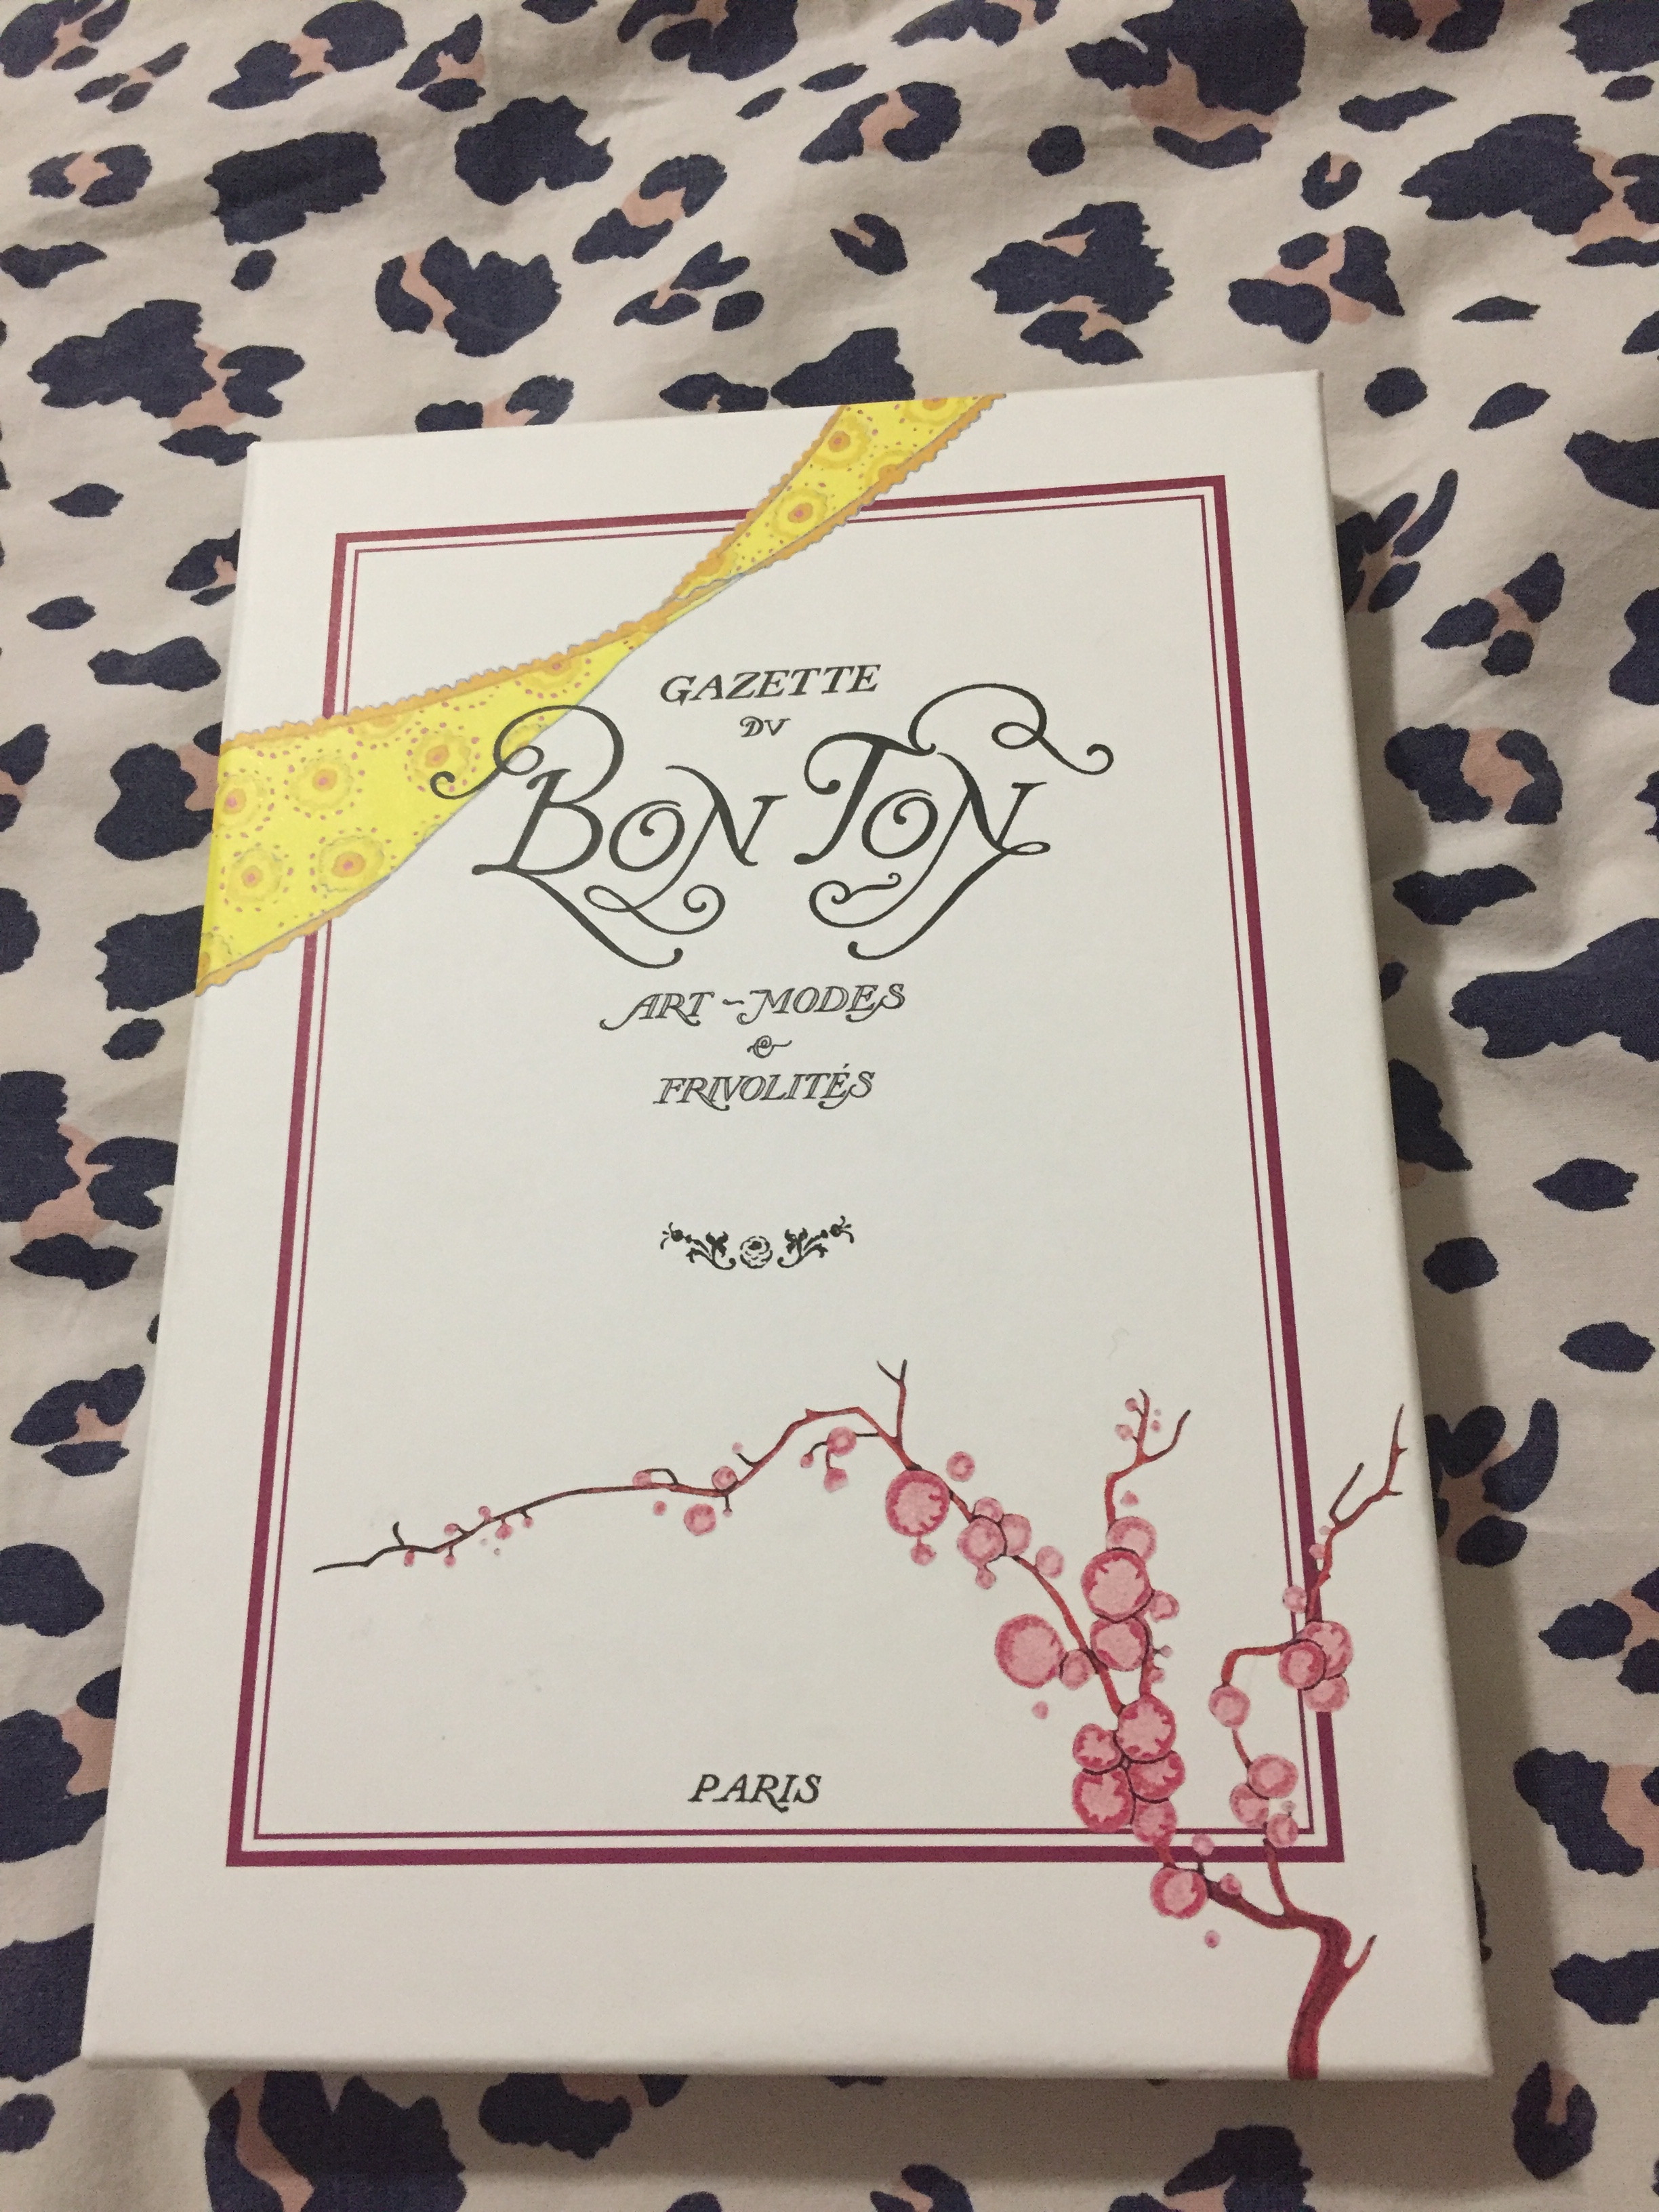 GAZETTE
DV
BON TON
ART - MODES
&
FRIVOLITÉS
PARIS